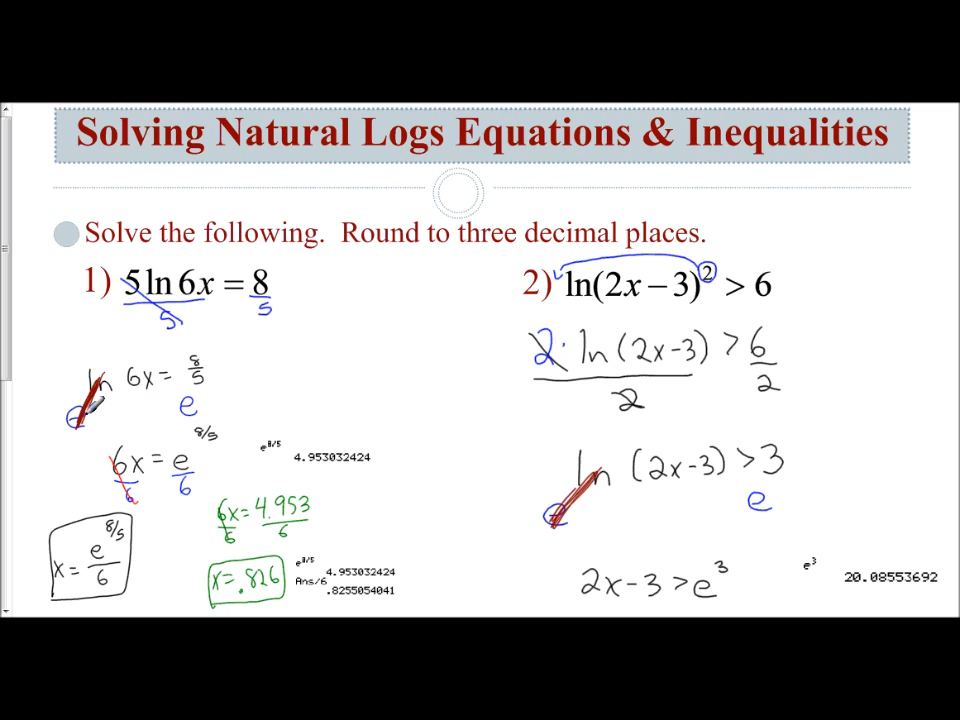 Solving Natural Logs Equations & Inequalities
Solve the following. Round to three decimal places.
1) 5 ln 6x = 8
5 5
ln 6x = 8/5
e e
6x = e^8/5
6 6
x = e^8/5 / 6
e^8/5
4.953032424
6x = 4.953
6 6
x = .826
e^8/5
4.953032424
Ans/6
.8255054041
2) ln(2x − 3)^2 > 6
2· ln (2x-3) > 6
2 2
ln (2x-3) > 3
e e
2x-3 > e^3
e^3
20.08553692